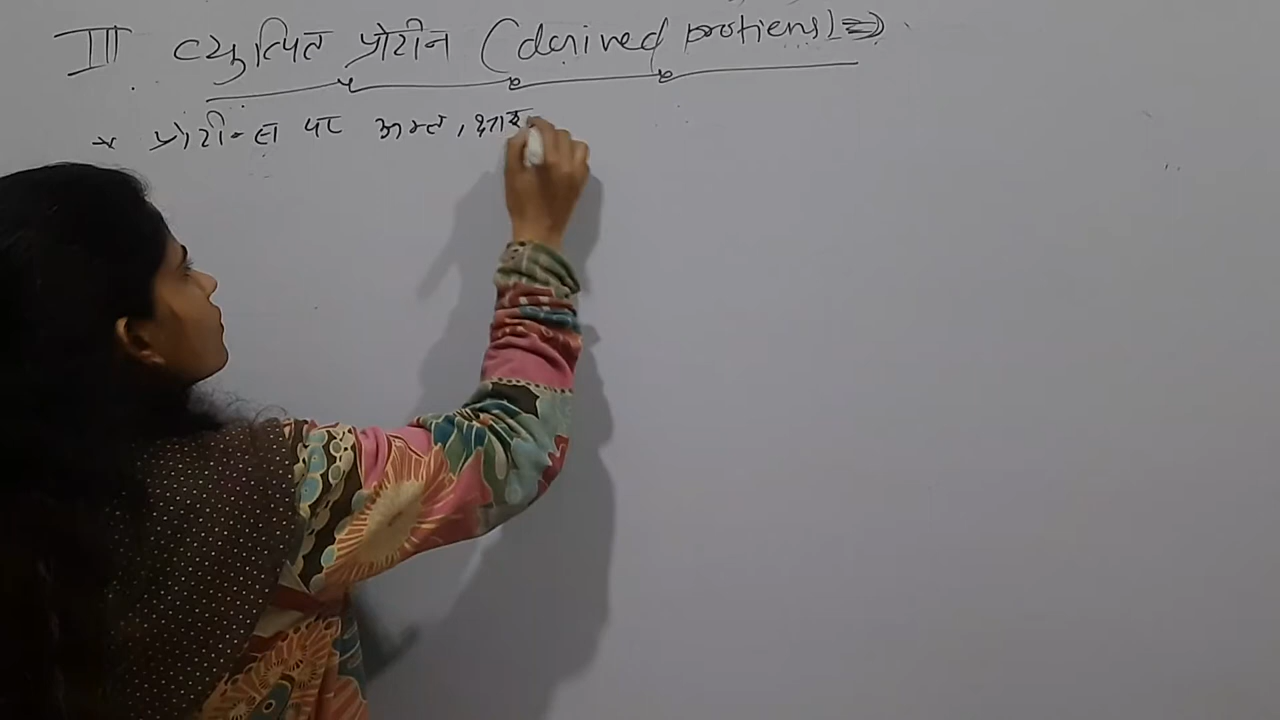 III व्युत्पित प्रोटीन (derived protiens) ⇒
* प्रोटीन्स पर अम्ल, क्षार